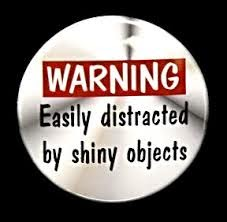 WARNING
Easily distracted
by shiny objects